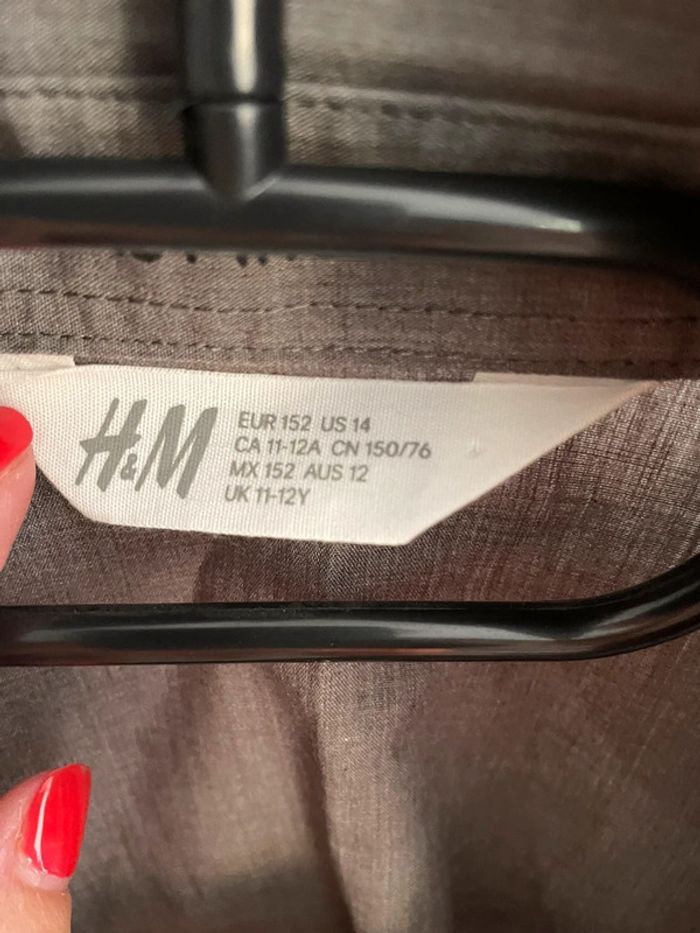 H&M
EUR 152 US 14
CA 11-12A CN 150/76
MX 152 AUS 12
UK 11-12Y